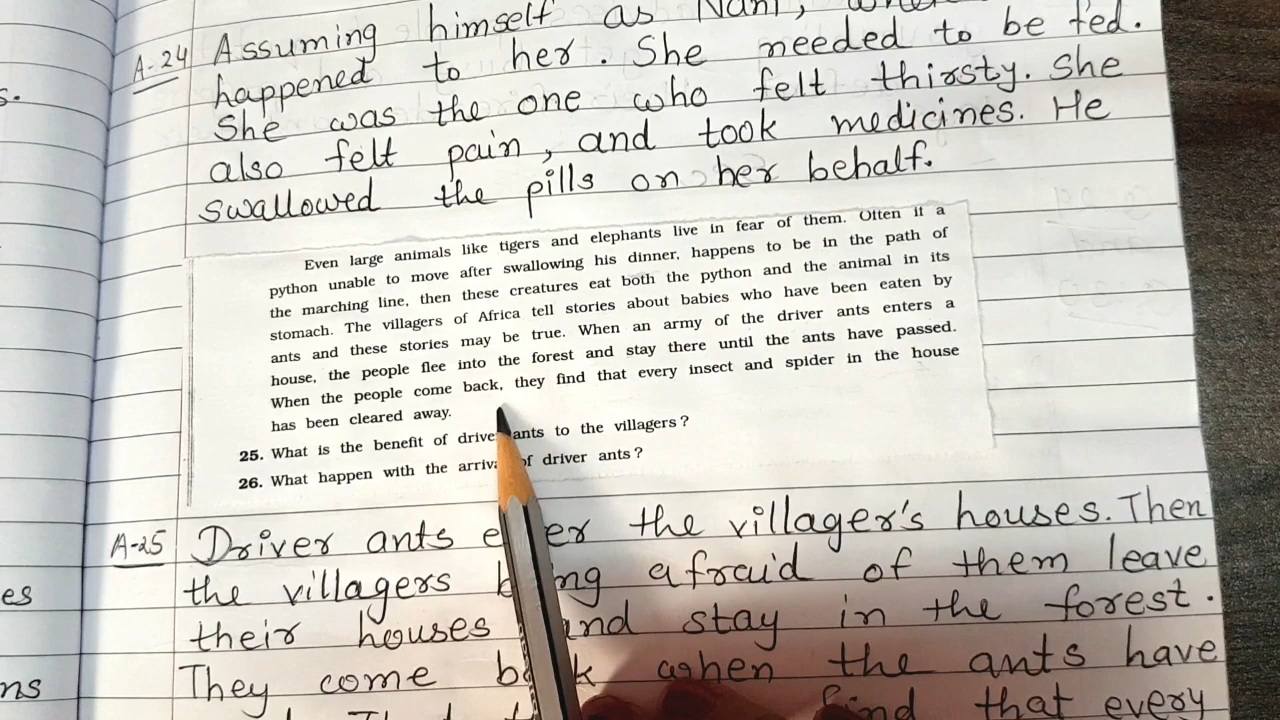 s.
es
ns
A-24 Assuming himself as Nani,
happened to her. She needed to be fed.
She was the one who felt thirsty. She
also felt pain, and took medicines. He
swallowed the pills on her behalf.
Even large animals like tigers and elephants live in fear of them. Often if a
python unable to move after swallowing his dinner, happens to be in the path of
the marching line, then these creatures eat both the python and the animal in its
stomach. The villagers of Africa tell stories about babies who have been eaten by
ants and these stories may be true. When an army of the driver ants enters a
house, the people flee into the forest and stay there until the ants have passed.
When the people come back, they find that every insect and spider in the house
has been cleared away.
25. What is the benefit of driver ants to the villagers?
26. What happen with the arrival of driver ants?
A-25 Driver ants enter the villager's houses. Then
the villagers being afraid of them leave
their houses and stay in the forest.
They come back when the ants have
find that every